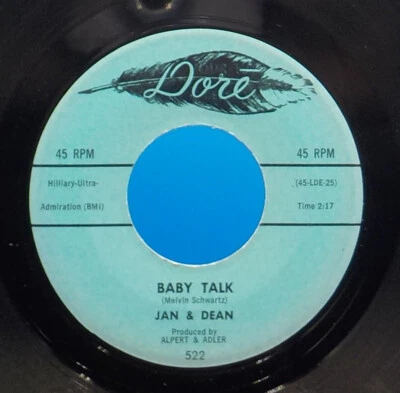 Doré
45 RPM
45 RPM
Hilliary-Ultra-
Admiration (BMI)
(45-LDE-25)
Time 2:17
BABY TALK
(Melvin Schwartz)
JAN & DEAN
Produced by
ALPERT & ADLER
522